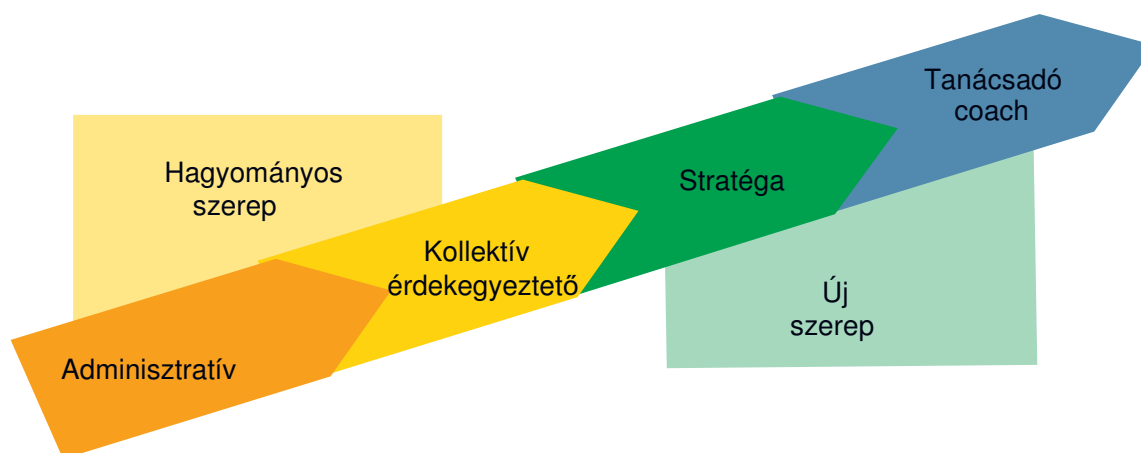 Hagyományos
szerep
Adminisztratív
Kollektív
érdekegyeztető
Stratéga
Tanácsadó
coach
Új
szerep